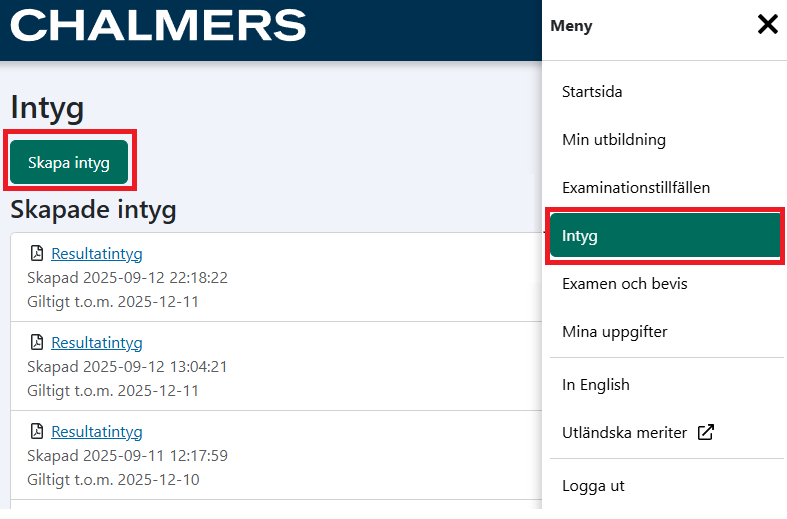 CHALMERS
Intyg
Skapa intyg
Skapade intyg
Resultatintyg
Skapad 2025-09-12 22:18:22
Giltigt t.o.m. 2025-12-11
Resultatintyg
Skapad 2025-09-12 13:04:21
Giltigt t.o.m. 2025-12-11
Resultatintyg
Skapad 2025-09-11 12:17:59
Giltigt t.o.m. 2025-12-10
Meny
Startsida
Min utbildning
Examinationstillfällen
Intyg
Examen och bevis
Mina uppgifter
In English
Utländska meriter
Logga ut